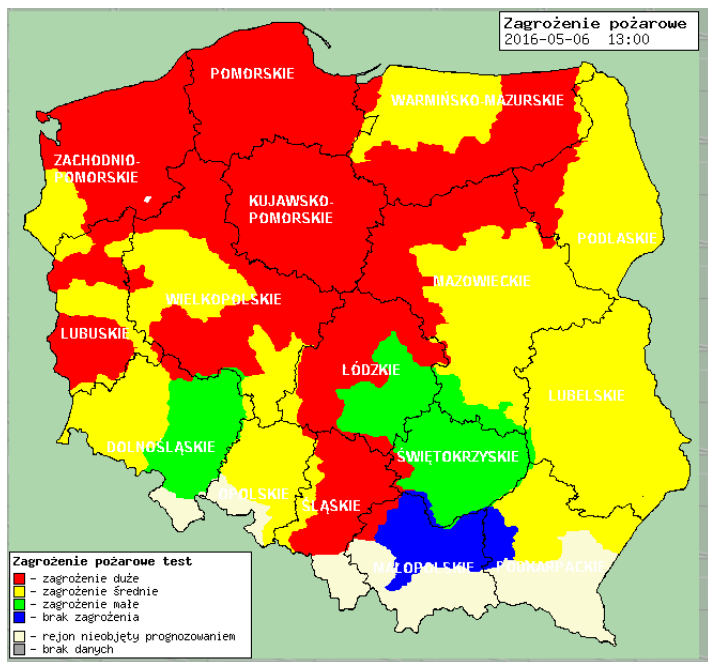 Zagrożenie pożarowe
2016-05-06 13:00
POMORSKIE
WARMIŃSKO-MAZURSKIE
ZACHODNIO-
POMORSKIE
KUJAWSKO-
POMORSKIE
PODLASKIE
MAZOWIECKIE
WIELKOPOLSKIE
LUBUSKIE
ŁÓDZKIE
LUBELSKIE
DOLNOŚLĄSKIE
ŚWIĘTOKRZYSKIE
OPOLSKIE
ŚLĄSKIE
MAŁOPOLSKIE
PODKARPACKIE
Zagrożenie pożarowe test
- zagrożenie duże
- zagrożenie średnie
- zagrożenie małe
- brak zagrożenia
- rejon nieobjęty prognozowaniem
- brak danych